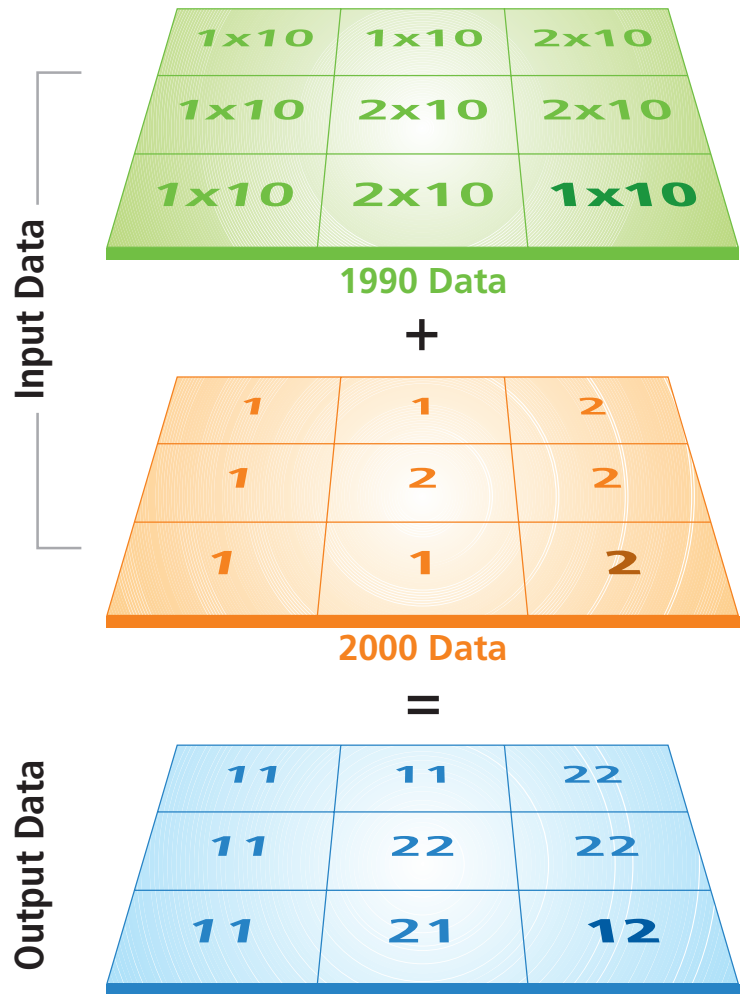 1x10 1x10 2x10
1x10 2x10 2x10
1x10 2x10 1x10
Input Data
1990 Data
+
1 1 2
1 2 2
1 1 2
2000 Data
=
Output Data
11 11 22
11 22 22
11 21 12